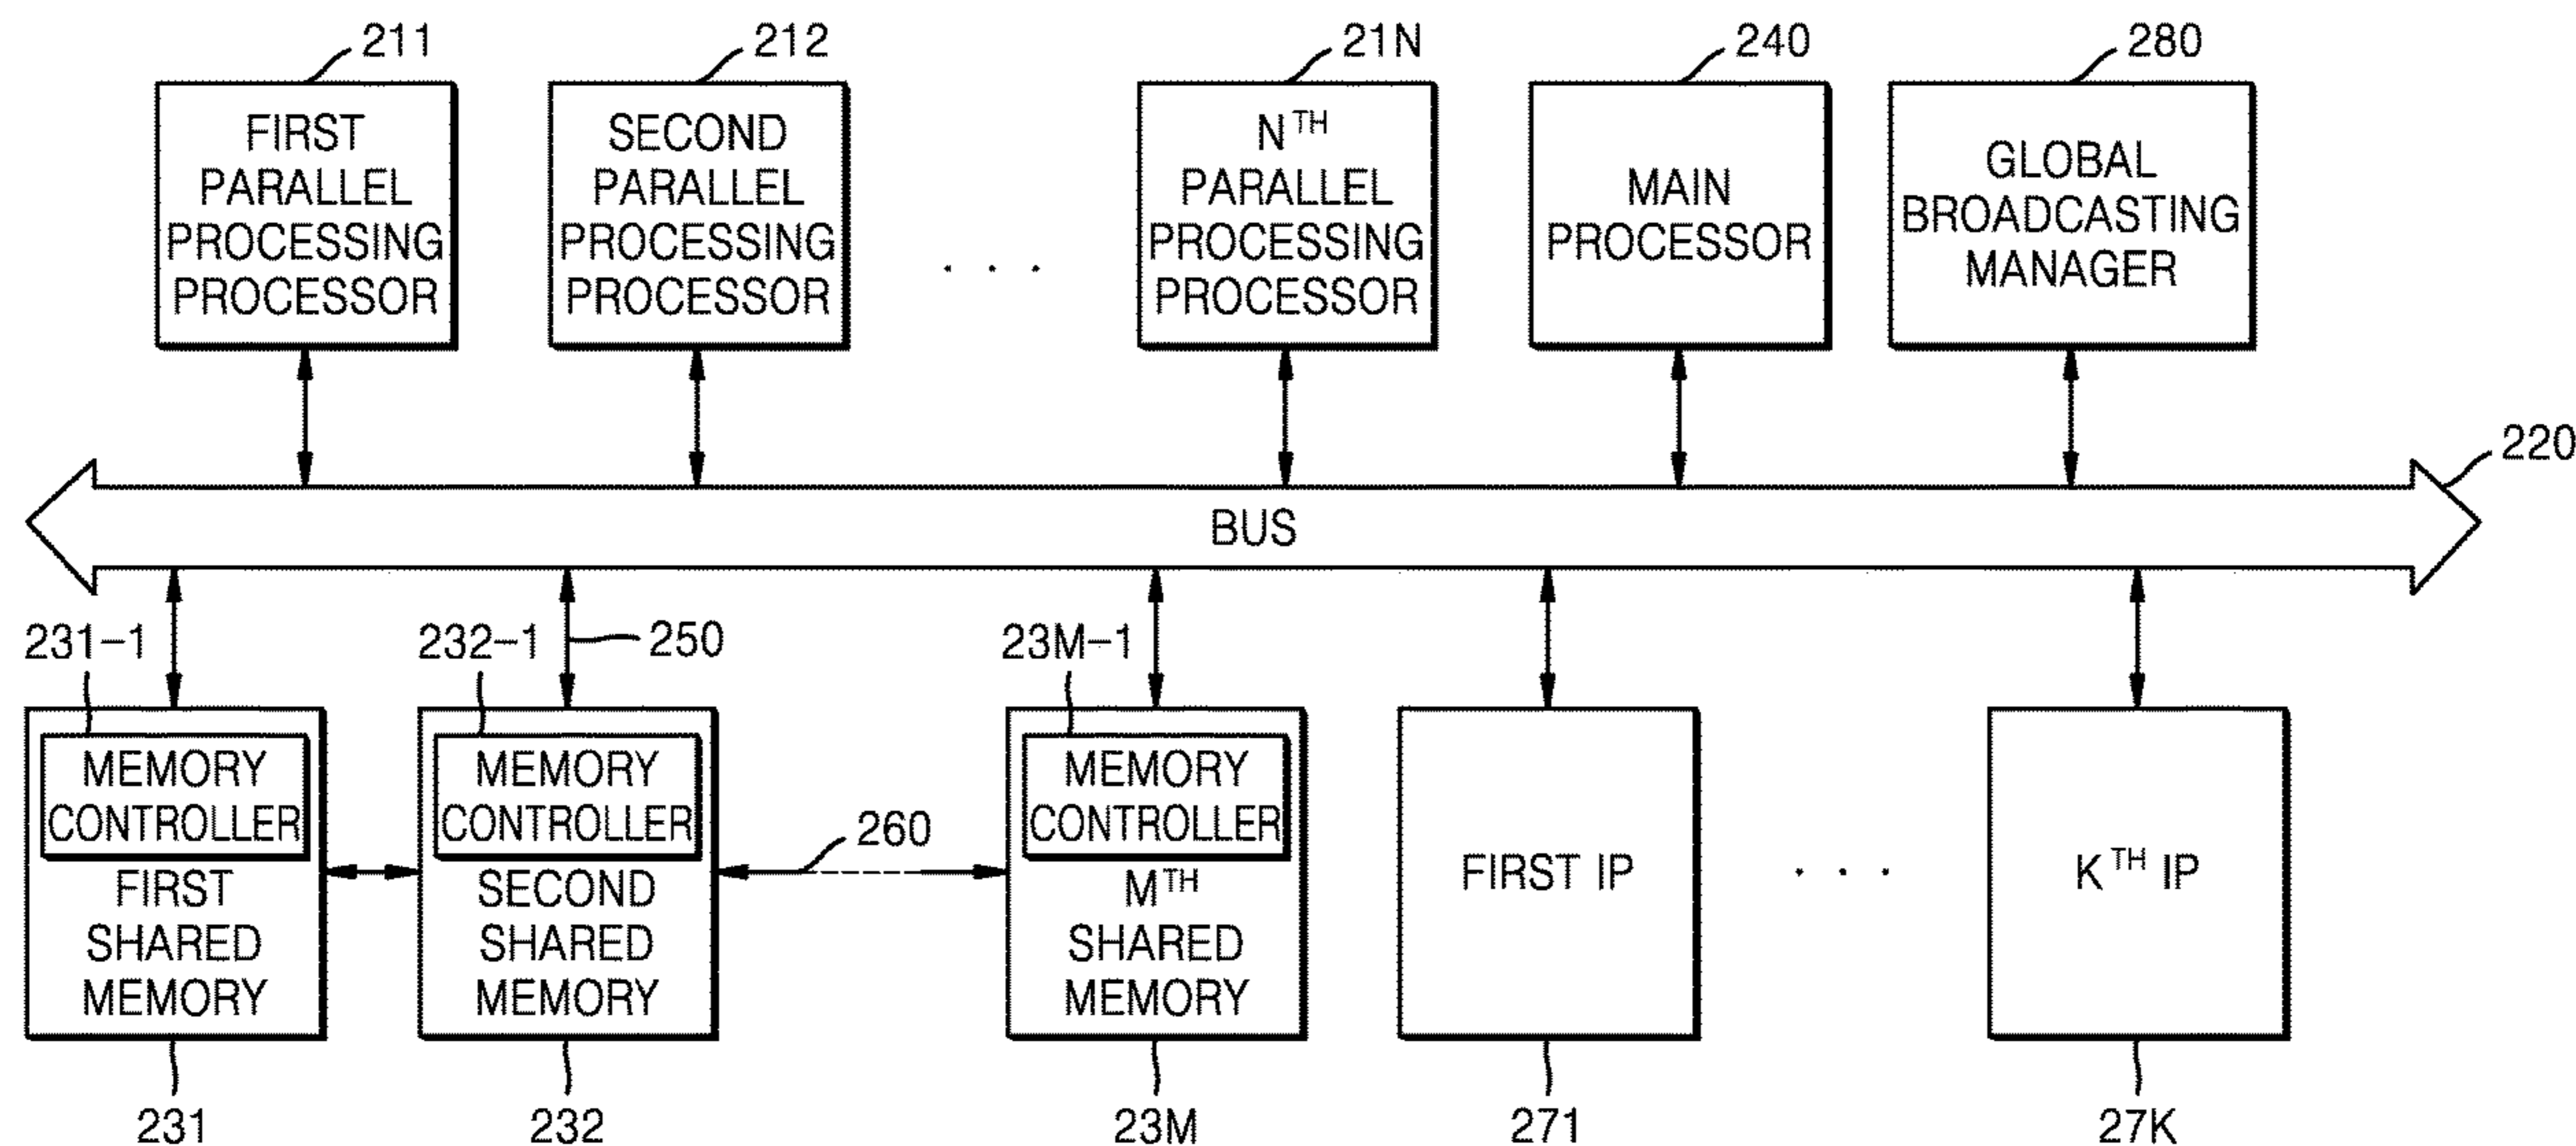 211
212
21N
240
280
FIRST
PARALLEL
PROCESSING
PROCESSOR
SECOND
PARALLEL
PROCESSING
PROCESSOR
. . .
NTH
PARALLEL
PROCESSING
PROCESSOR
MAIN
PROCESSOR
GLOBAL
BROADCASTING
MANAGER
220
BUS
231-1
232-1
250
23M-1
MEMORY
CONTROLLER
FIRST
SHARED
MEMORY
MEMORY
CONTROLLER
SECOND
SHARED
MEMORY
260
MEMORY
CONTROLLER
MTH
SHARED
MEMORY
FIRST IP
. . .
KTH IP
231
232
23M
271
27K